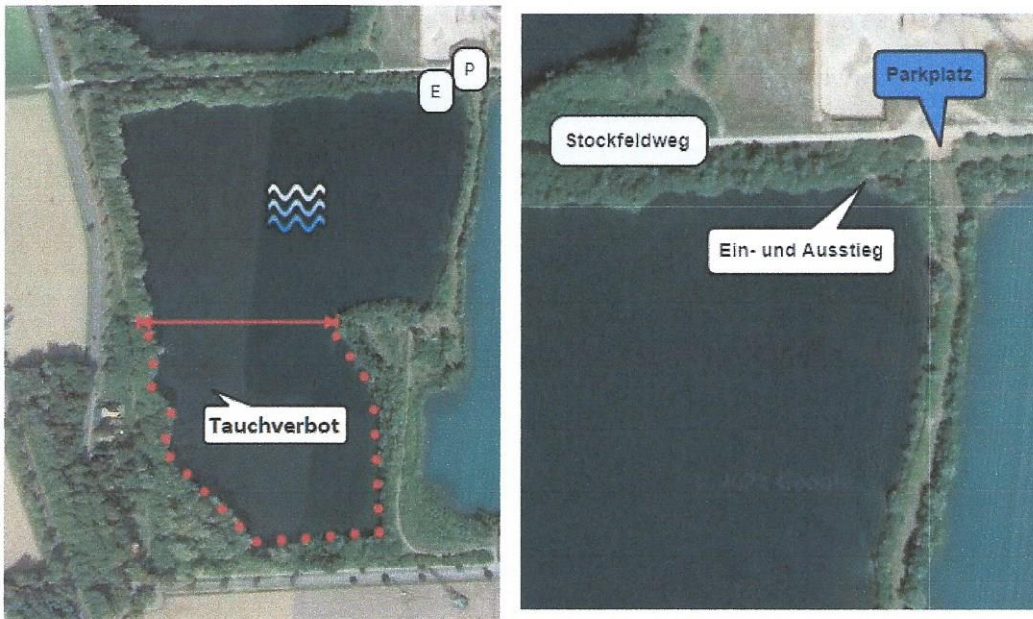 P
E
Tauchverbot
Parkplatz
Stockfeldweg
Ein- und Ausstieg